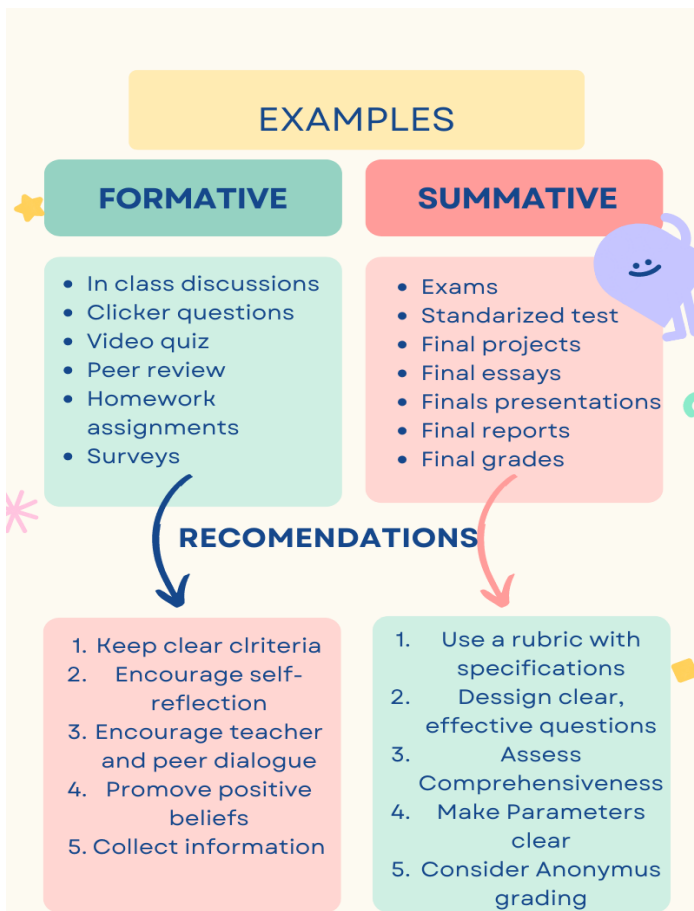 EXAMPLES
FORMATIVE
• In class discussions
• Clicker questions
• Video quiz
• Peer review
• Homework
assignments
• Surveys
SUMMATIVE
• Exams
• Standarized test
• Final projects
• Final essays
• Finals presentations
• Final reports
• Final grades
RECOMENDATIONS
1. Keep clear clriteria
2. Encourage self-
reflection
3. Encourage teacher
and peer dialogue
4. Promove positive
beliefs
5. Collect information
1. Use a rubric with
specifications
2. Dessign clear,
effective questions
3. Assess
Comprehensiveness
4. Make Parameters
clear
5. Consider Anonymus
grading